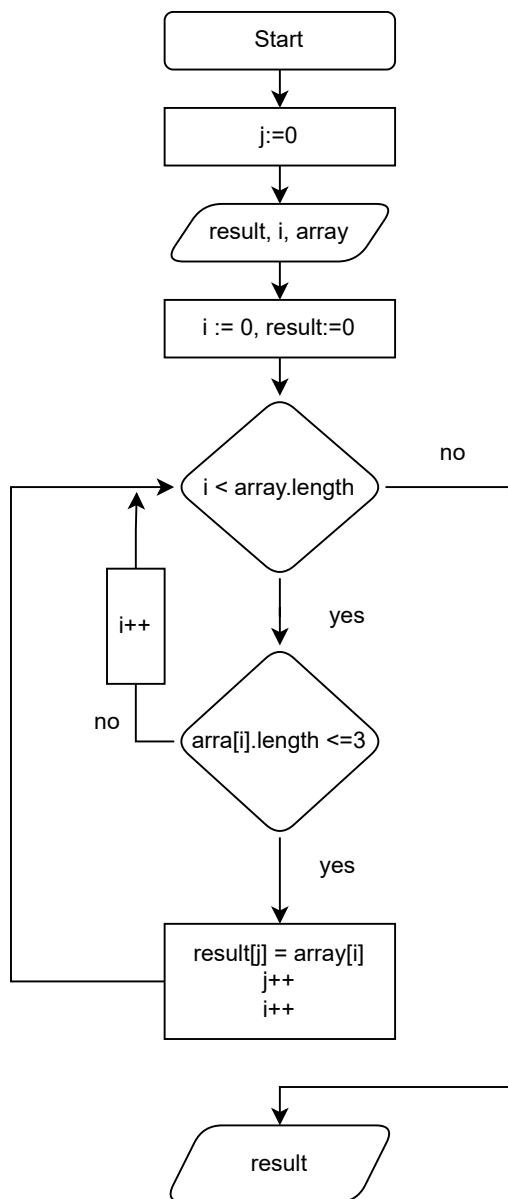 Start
j:=0
result, i, array
i := 0, result:=0
i < array.length
no
yes
i++
arra[i].length <=3
no
yes
result[j] = array[i]
j++
i++
result